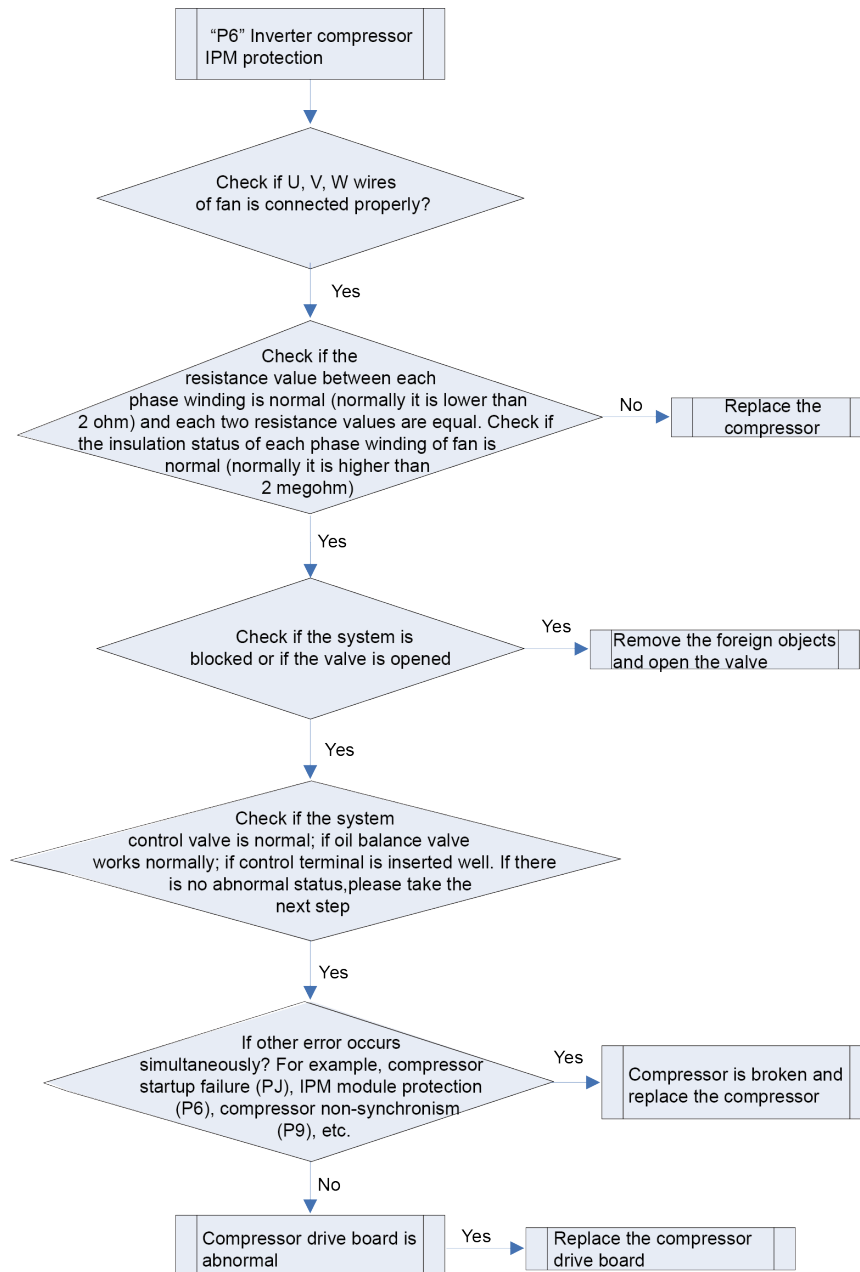 “P6” Inverter compressor
IPM protection
Check if U, V, W wires
of fan is connected properly?
Yes
Check if the
resistance value between each
phase winding is normal (normally it is lower than
2 ohm) and each two resistance values are equal. Check if
the insulation status of each phase winding of fan is
normal (normally it is higher than
2 megohm)
No
Replace the
compressor
Yes
Check if the system is
blocked or if the valve is opened
Yes
Remove the foreign objects
and open the valve
Yes
Check if the system
control valve is normal; if oil balance valve
works normally; if control terminal is inserted well. If there
is no abnormal status,please take the
next step
Yes
If other error occurs
simultaneously? For example, compressor
startup failure (PJ), IPM module protection
(P6), compressor non-synchronism
(P9), etc.
Yes
Compressor is broken and
replace the compressor
No
Compressor drive board is
abnormal
Yes
Replace the compressor
drive board